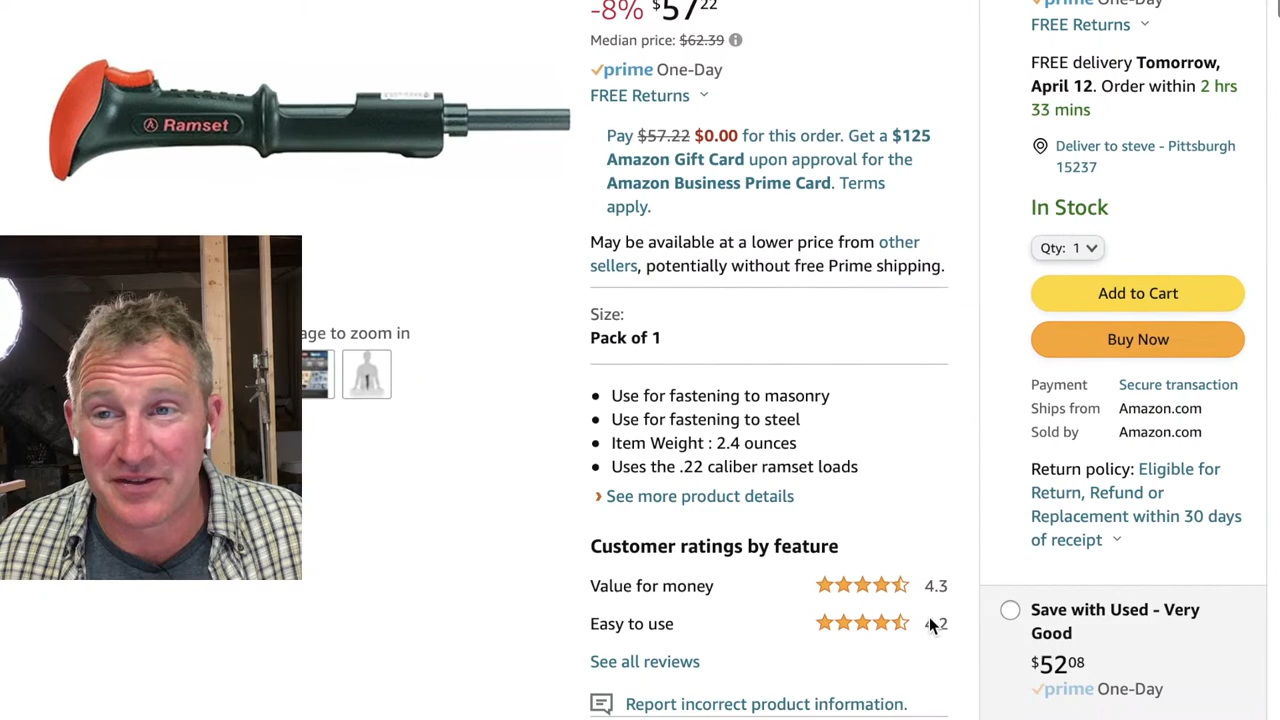 -8% $57 22
Median price: $62.39
prime One-Day
FREE Returns
Pay $57.22 $0.00 for this order. Get a $125
Amazon Gift Card upon approval for the
Amazon Business Prime Card. Terms
apply.
May be available at a lower price from other
sellers, potentially without free Prime shipping.
Size:
Pack of 1
Use for fastening to masonry
Use for fastening to steel
Item Weight : 2.4 ounces
Uses the .22 caliber ramset loads
› See more product details
Customer ratings by feature
Value for money 4.3
Easy to use
See all reviews
Report incorrect product information.
Ramset
to zoom in
prime One-Day
FREE Returns
FREE delivery Tomorrow,
April 12. Order within 2 hrs
33 mins
Deliver to steve - Pittsburgh
15237
In Stock
Qty: 1
Add to Cart
Buy Now
Payment Secure transaction
Ships from Amazon.com
Sold by Amazon.com
Return policy: Eligible for
Return, Refund or
Replacement within 30 days
of receipt
Save with Used - Very
Good
$52 08
prime One-Day